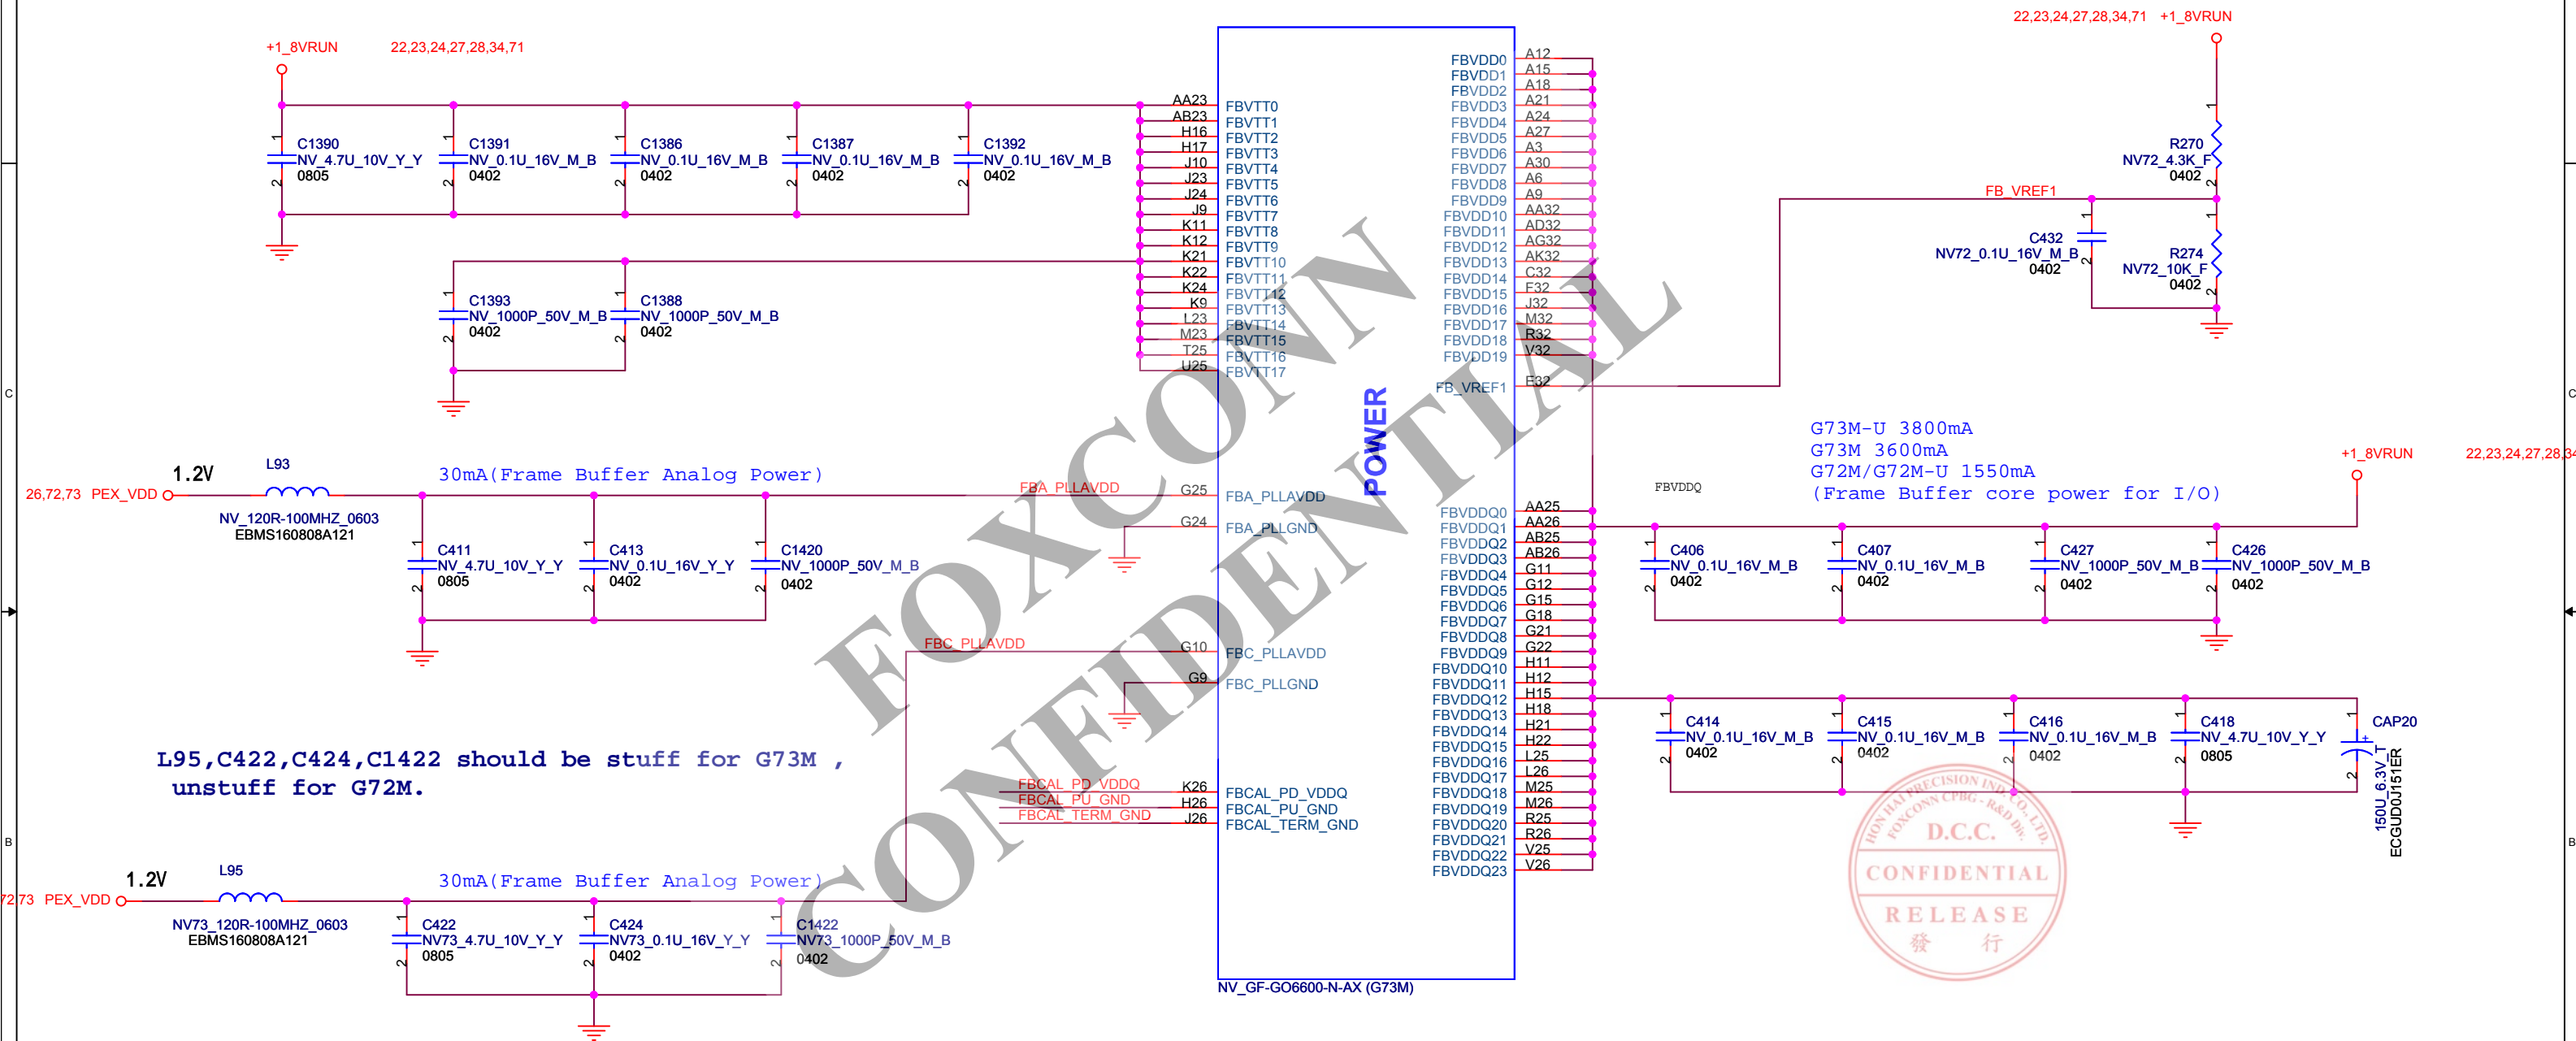 22,23,24,27,28,34,71 +1_8VRUN
+1_8VRUN 22,23,24,27,28,34,71
C1390
NV_4.7U_10V_Y_Y
0805
C1391
NV_0.1U_16V_M_B
0402
C1386
NV_0.1U_16V_M_B
0402
C1387
NV_0.1U_16V_M_B
0402
C1392
NV_0.1U_16V_M_B
0402
C1393
NV_1000P_50V_M_B
0402
C1388
NV_1000P_50V_M_B
0402
AA23 FBVTT0
AB23 FBVTT1
H16 FBVTT2
H17 FBVTT3
J10 FBVTT4
J23 FBVTT5
J24 FBVTT6
J9 FBVTT7
K11 FBVTT8
K12 FBVTT9
K21 FBVTT10
K22 FBVTT11
K24 FBVTT12
K9 FBVTT13
L23 FBVTT14
M23 FBVTT15
T25 FBVTT16
U25 FBVTT17
FBVDD0 A12
FBVDD1 A15
FBVDD2 A18
FBVDD3 A21
FBVDD4 A24
FBVDD5 A27
FBVDD6 A3
FBVDD7 A30
FBVDD8 A6
FBVDD9 A9
FBVDD10 AA32
FBVDD11 AD32
FBVDD12 AG32
FBVDD13 AK32
FBVDD14 C32
FBVDD15 F32
FBVDD16 J32
FBVDD17 M32
FBVDD18 R32
FBVDD19 V32
FB_VREF1 E32
POWER
R270
NV72_4.3K_F
0402
FB_VREF1
C432
NV72_0.1U_16V_M_B
0402
R274
NV72_10K_F
0402
C
C
G73M-U 3800mA
G73M 3600mA
G72M/G72M-U 1550mA
(Frame Buffer core power for I/O)
+1_8VRUN 22,23,24,27,28,34
FBVDDQ
1.2V
L93
30mA(Frame Buffer Analog Power)
26,72,73 PEX_VDD
NV_120R-100MHZ_0603
EBMS160808A121
FBA_PLLAVDD G25 FBA_PLLAVDD
G24 FBA_PLLGND
C411
NV_4.7U_10V_Y_Y
0805
C413
NV_0.1U_16V_Y_Y
0402
C1420
NV_1000P_50V_M_B
0402
FBC_PLLAVDD G10 FBC_PLLAVDD
G9 FBC_PLLGND
FBVDDQ0 AA25
FBVDDQ1 AA26
FBVDDQ2 AB25
FBVDDQ3 AB26
FBVDDQ4 G11
FBVDDQ5 G12
FBVDDQ6 G15
FBVDDQ7 G18
FBVDDQ8 G21
FBVDDQ9 G22
FBVDDQ10 H11
FBVDDQ11 H12
FBVDDQ12 H15
FBVDDQ13 H18
FBVDDQ14 H21
FBVDDQ15 H22
FBVDDQ16 L25
FBVDDQ17 L26
FBVDDQ18 M25
FBVDDQ19 M26
FBVDDQ20 R25
FBVDDQ21 R26
FBVDDQ22 V25
FBVDDQ23 V26
C406
NV_0.1U_16V_M_B
0402
C407
NV_0.1U_16V_M_B
0402
C427
NV_1000P_50V_M_B
0402
C426
NV_1000P_50V_M_B
0402
C414
NV_0.1U_16V_M_B
0402
C415
NV_0.1U_16V_M_B
0402
C416
NV_0.1U_16V_M_B
0402
C418
NV_4.7U_10V_Y_Y
0805
CAP20
150U_6.3V_T
ECGUD0J151ER
L95,C422,C424,C1422 should be stuff for G73M ,
unstuff for G72M.
FBCAL_PD_VDDQ K26 FBCAL_PD_VDDQ
FBCAL_PU_GND H26 FBCAL_PU_GND
FBCAL_TERM_GND J26 FBCAL_TERM_GND
B
B
1.2V
L95
30mA(Frame Buffer Analog Power)
72,73 PEX_VDD
NV73_120R-100MHZ_0603
EBMS160808A121
C422
NV73_4.7U_10V_Y_Y
0805
C424
NV73_0.1U_16V_Y_Y
0402
C1422
NV73_1000P_50V_M_B
0402
NV_GF-GO6600-N-AX (G73M)
FOXCONN
CONFIDENTIAL
HON HAI PRECISION IND. CO., LTD.
FOXCONN CPBG - R&D Div.
D.C.C.
CONFIDENTIAL
RELEASE
發 行